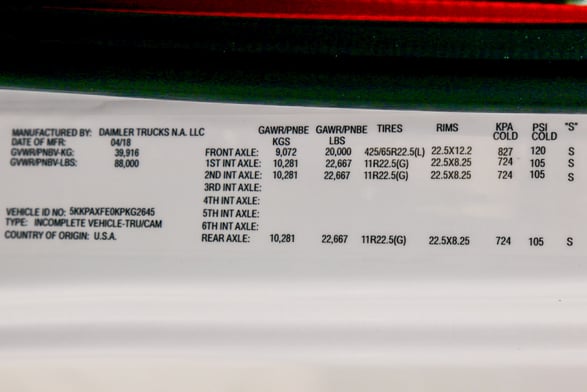 GAWR/PNBE GAWR/PNBE TIRES RIMS KPA PSI "S"
KGS LBS COLD COLD
MANUFACTURED BY: DAIMLER TRUCKS N.A. LLC
DATE OF MFR: 04/18
GVWR/PNBV-KG: 39,916
GVWR/PNBV-LBS: 88,000
FRONT AXLE: 9,072 20,000 425/65R22.5(L) 22.5X12.2 827 120 S
1ST INT AXLE: 10,281 22,667 11R22.5(G) 22.5X8.25 724 105 S
2ND INT AXLE: 10,281 22,667 11R22.5(G) 22.5X8.25 724 105 S
3RD INT AXLE:
4TH INT AXLE:
VEHICLE ID NO: 5KKPAXFE0KPKG2645 5TH INT AXLE:
TYPE: INCOMPLETE VEHICLE-TRU/CAM 6TH INT AXLE:
COUNTRY OF ORIGIN: U.S.A. REAR AXLE: 10,281 22,667 11R22.5(G) 22.5X8.25 724 105 S